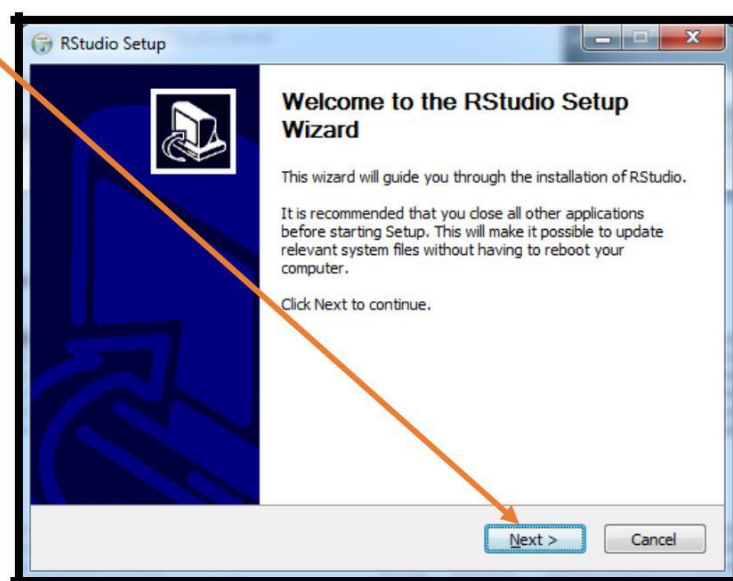 RStudio Setup
Welcome to the RStudio Setup
Wizard
This wizard will guide you through the installation of RStudio.
It is recommended that you close all other applications
before starting Setup. This will make it possible to update
relevant system files without having to reboot your
computer.
Click Next to continue.
Next >
Cancel